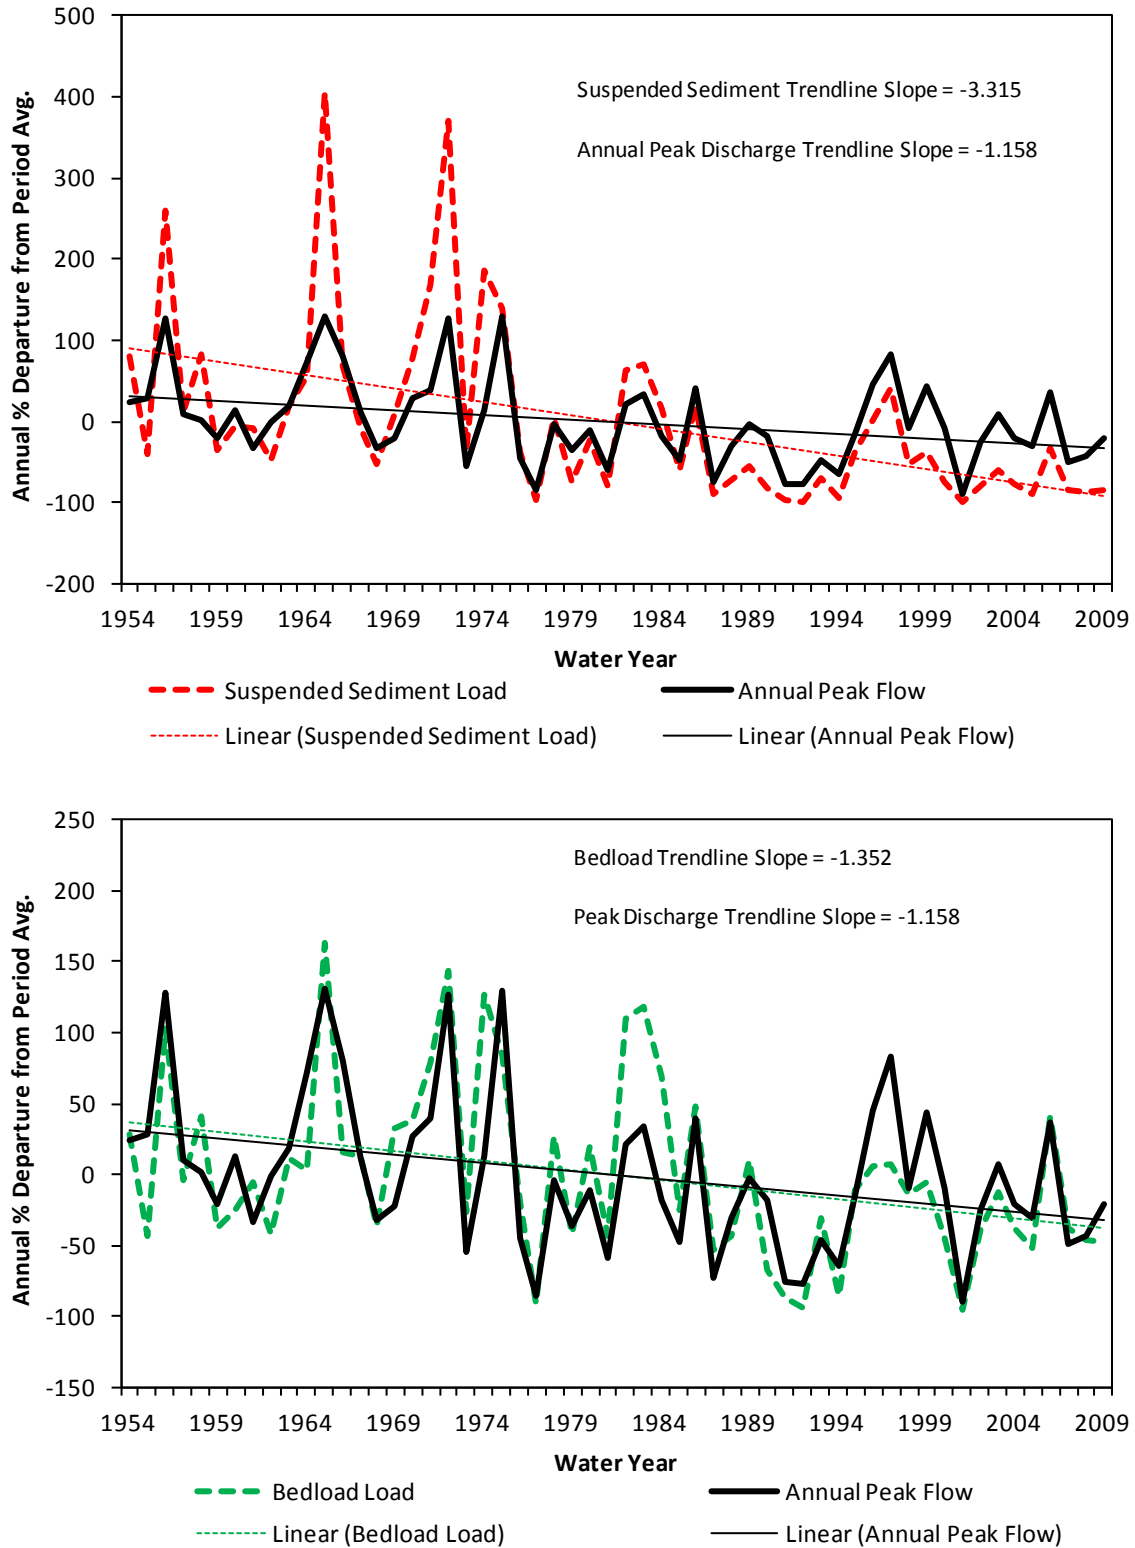 500
400
300
200
100
0
-100
-200
Annual % Departure from Period Avg.
Suspended Sediment Trendline Slope = -3.315
Annual Peak Discharge Trendline Slope = -1.158
1954 1959 1964 1969 1974 1979 1984 1989 1994 1999 2004 2009
Water Year
Suspended Sediment Load Annual Peak Flow
Linear (Suspended Sediment Load) Linear (Annual Peak Flow)
250
200
150
100
50
0
-50
-100
-150
Annual % Departure from Period Avg.
Bedload Trendline Slope = -1.352
Peak Discharge Trendline Slope = -1.158
1954 1959 1964 1969 1974 1979 1984 1989 1994 1999 2004 2009
Water Year
Bedload Load Annual Peak Flow
Linear (Bedload Load) Linear (Annual Peak Flow)